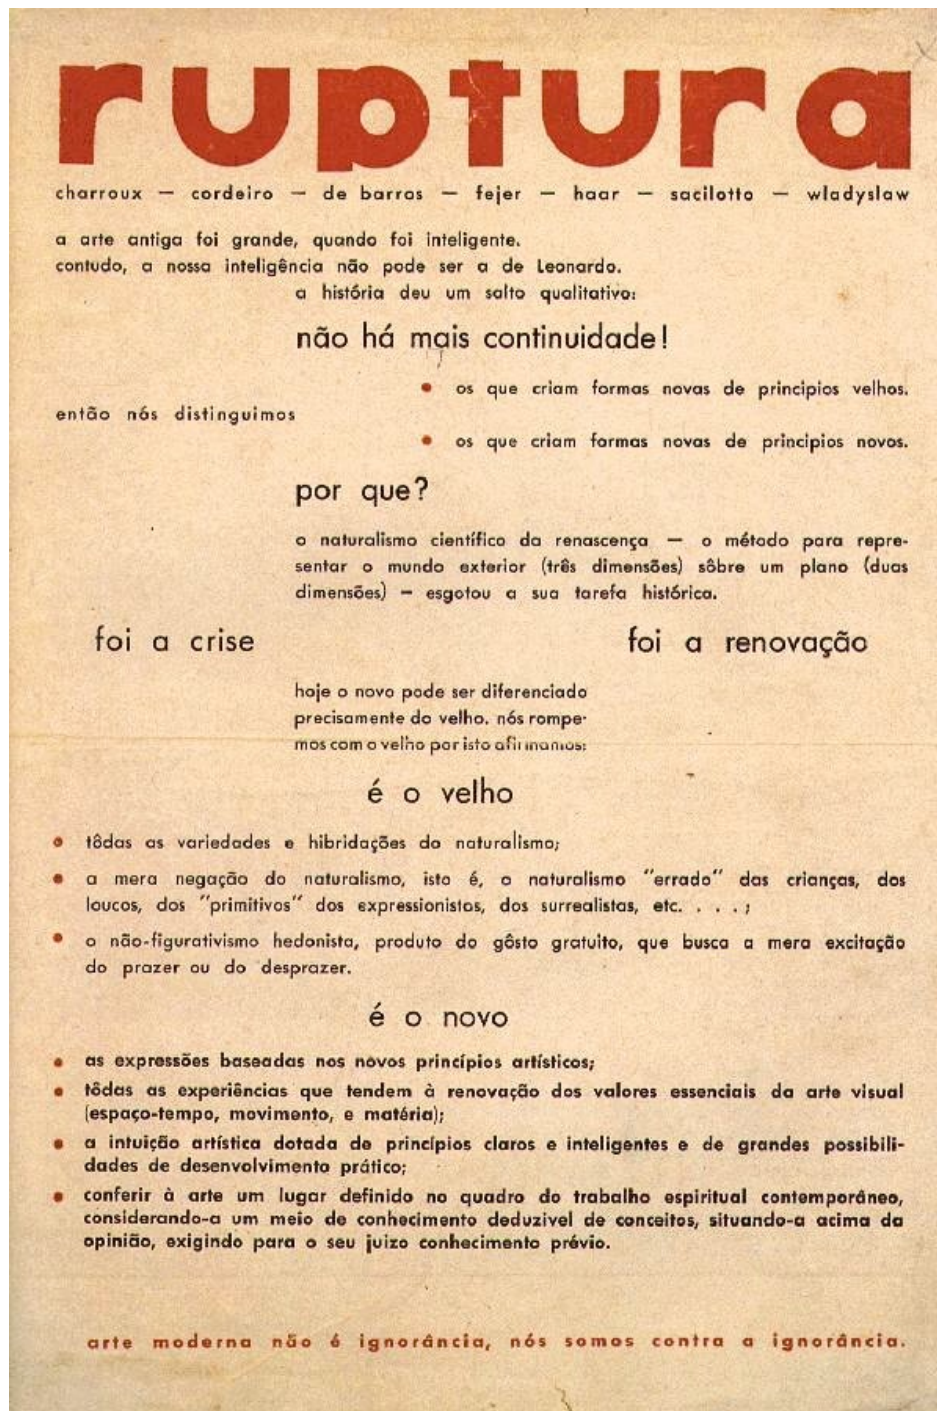 ruptura
charroux — cordeiro — de barros — fejer — haar — sacilotto — wladyslaw
a arte antiga foi grande, quando foi inteligente.
contudo, a nossa inteligência não pode ser a de Leonardo.
a história deu um salto qualitativo:
não há mais continuidade!
• os que criam formas novas de principios velhos.
então nós distinguimos
• os que criam formas novas de principios novos.
por que?
o naturalismo científico da renascença — o método para repre-
sentar o mundo exterior (três dimensões) sôbre um plano (duas
dimensões) — esgotou a sua tarefa histórica.
foi a crise foi a renovação
hoje o novo pode ser diferenciado
precisamente do velho. nós rompe-
mos com o velho por isto afirmamos:
é o velho
• tôdas as variedades e hibridações do naturalismo;
• a mera negação do naturalismo, isto é, o naturalismo "errado" das crianças, dos
loucos, dos "primitivos" dos expressionistas, dos surrealistas, etc. . . . ;
• o não-figurativismo hedonista, produto do gôsto gratuito, que busca a mera excitação
do prazer ou do desprazer.
é o novo
• as expressões baseadas nos novos princípios artísticos;
• tôdas as experiências que tendem à renovação dos valores essenciais da arte visual
(espaço-tempo, movimento, e matéria);
• a intuição artística dotada de princípios claros e inteligentes e de grandes possibili-
dades de desenvolvimento prático;
• conferir à arte um lugar definido no quadro do trabalho espiritual contemporâneo,
considerando-a um meio de conhecimento deduzivel de conceitos, situando-a acima da
opinião, exigindo para o seu juizo conhecimento prévio.
arte moderna não é ignorância, nós somos contra a ignorância.